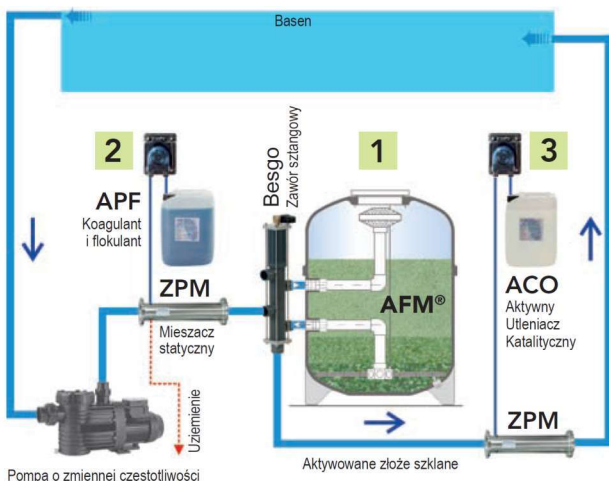 Basen
2
APF
Koagulant
i flokulant
ZPM
Mieszacz
statyczny
Uziemienie
Pompa o zmiennej czestotliwości
Besgo
Zawór sztangowy
1
AFM®
Aktywowane złoże szklane
3
ACO
Aktywny
Utleniacz
Katalityczny
ZPM